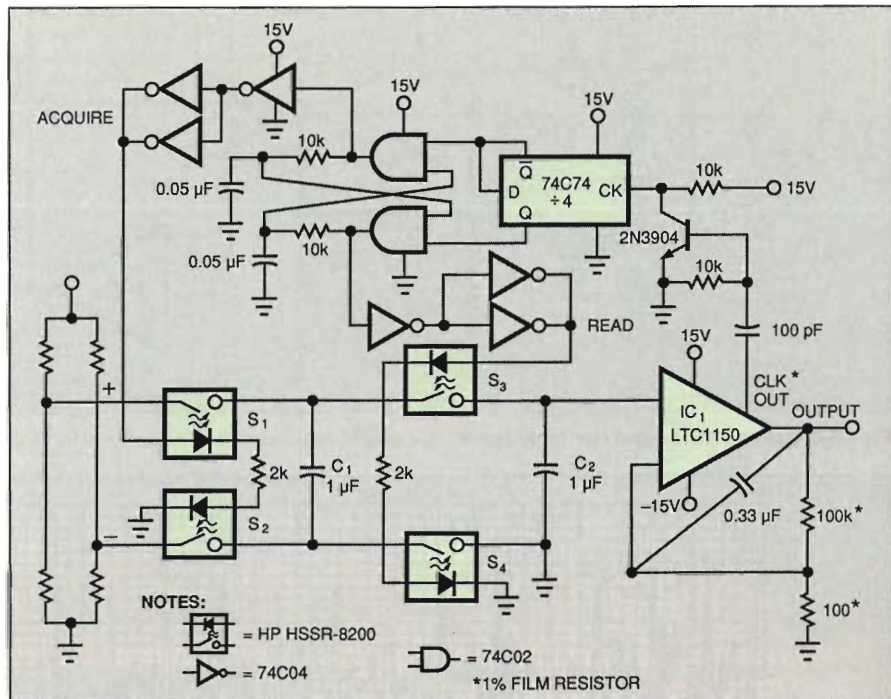 15V
ACQUIRE
15V
15V
10k
0.05 µF
Q̅
D
74C74
÷4
CK
Q
10k
15V
2N3904
10k
0.05 µF
10k
READ
100 pF
S3
15V
CLK*
OUT
OUTPUT
+
S1
IC1
LTC1150
2k
C1
1 µF
2k
C2
1 µF
–15V
0.33 µF
100k*
–
S2
S4
100*
NOTES:
= HP HSSR-8200
= 74C04
= 74C02
*1% FILM RESISTOR